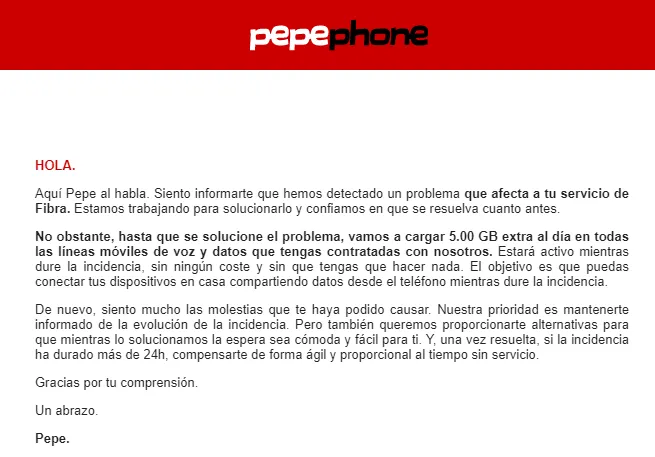 pepephone
HOLA.
Aquí Pepe al habla. Siento informarte que hemos detectado un problema que afecta a tu servicio de
Fibra. Estamos trabajando para solucionarlo y confiamos en que se resuelva cuanto antes.
No obstante, hasta que se solucione el problema, vamos a cargar 5.00 GB extra al día en todas
las líneas móviles de voz y datos que tengas contratadas con nosotros. Estará activo mientras
dure la incidencia, sin ningún coste y sin que tengas que hacer nada. El objetivo es que puedas
conectar tus dispositivos en casa compartiendo datos desde el teléfono mientras dure la incidencia.
De nuevo, siento mucho las molestias que te haya podido causar. Nuestra prioridad es mantenerte
informado de la evolución de la incidencia. Pero también queremos proporcionarte alternativas para
que mientras lo solucionamos la espera sea cómoda y fácil para ti. Y, una vez resuelta, si la incidencia
ha durado más de 24h, compensarte de forma ágil y proporcional al tiempo sin servicio.
Gracias por tu comprensión.
Un abrazo.
Pepe.